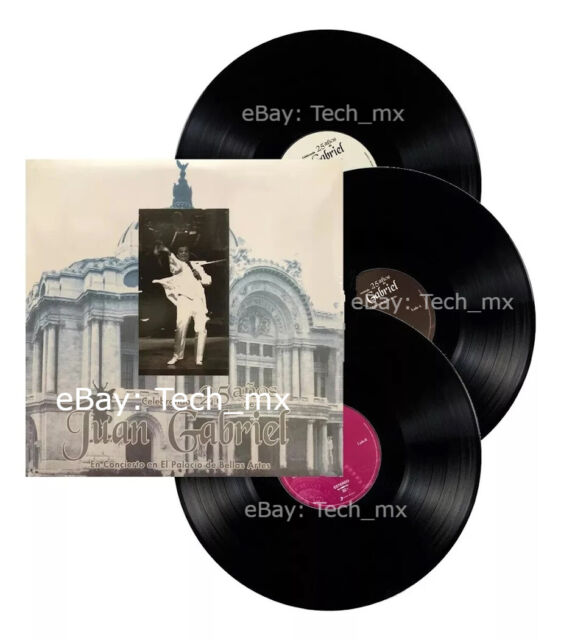 eBay: Tech_mx
25 años
Gabriel
25 años
Gabriel
eBay: Tech_mx
eBay: Tech_mx
Celebrando 25 años
Juan Gabriel
En Concierto en El Palacio de Bellas Artes
eBay: Tech_mx